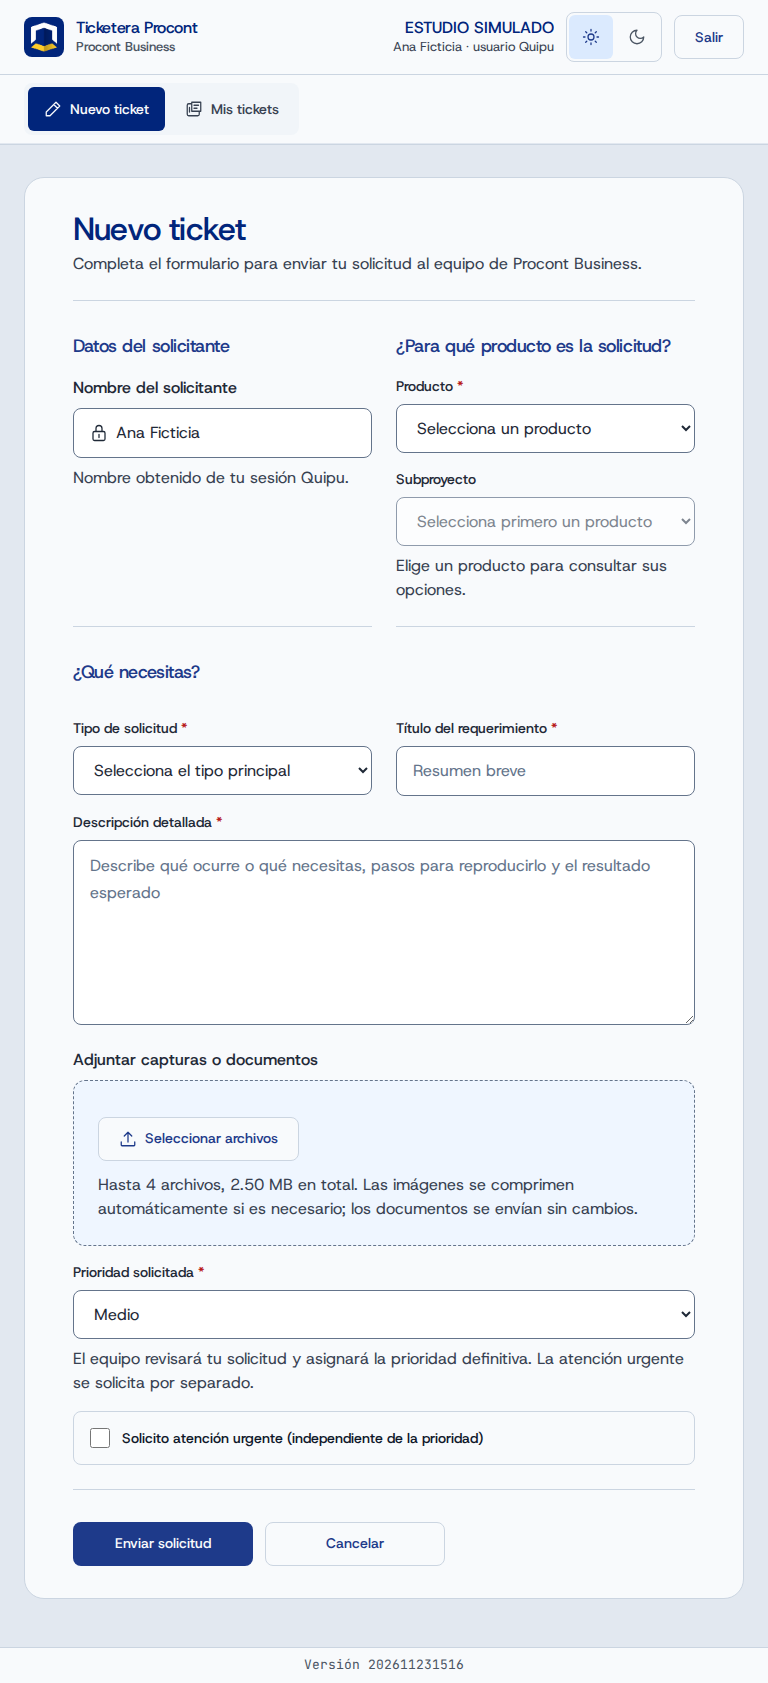 Ticketera Procont
Procont Business
ESTUDIO SIMULADO
Ana Ficticia · usuario Quipu
Salir
Nuevo ticket
Mis tickets
Nuevo ticket
Completa el formulario para enviar tu solicitud al equipo de Procont Business.
Datos del solicitante
Nombre del solicitante
Ana Ficticia
Nombre obtenido de tu sesión Quipu.
¿Para qué producto es la solicitud?
Producto *
Selecciona un producto
Subproyecto
Selecciona primero un producto
Elige un producto para consultar sus
opciones.
¿Qué necesitas?
Tipo de solicitud *
Selecciona el tipo principal
Título del requerimiento *
Resumen breve
Descripción detallada *
Describe qué ocurre o qué necesitas, pasos para reproducirlo y el resultado
esperado
Adjuntar capturas o documentos
Seleccionar archivos
Hasta 4 archivos, 2.50 MB en total. Las imágenes se comprimen
automáticamente si es necesario; los documentos se envían sin cambios.
Prioridad solicitada *
Medio
El equipo revisará tu solicitud y asignará la prioridad definitiva. La atención urgente
se solicita por separado.
Solicito atención urgente (independiente de la prioridad)
Enviar solicitud
Cancelar
Versión 202611231516